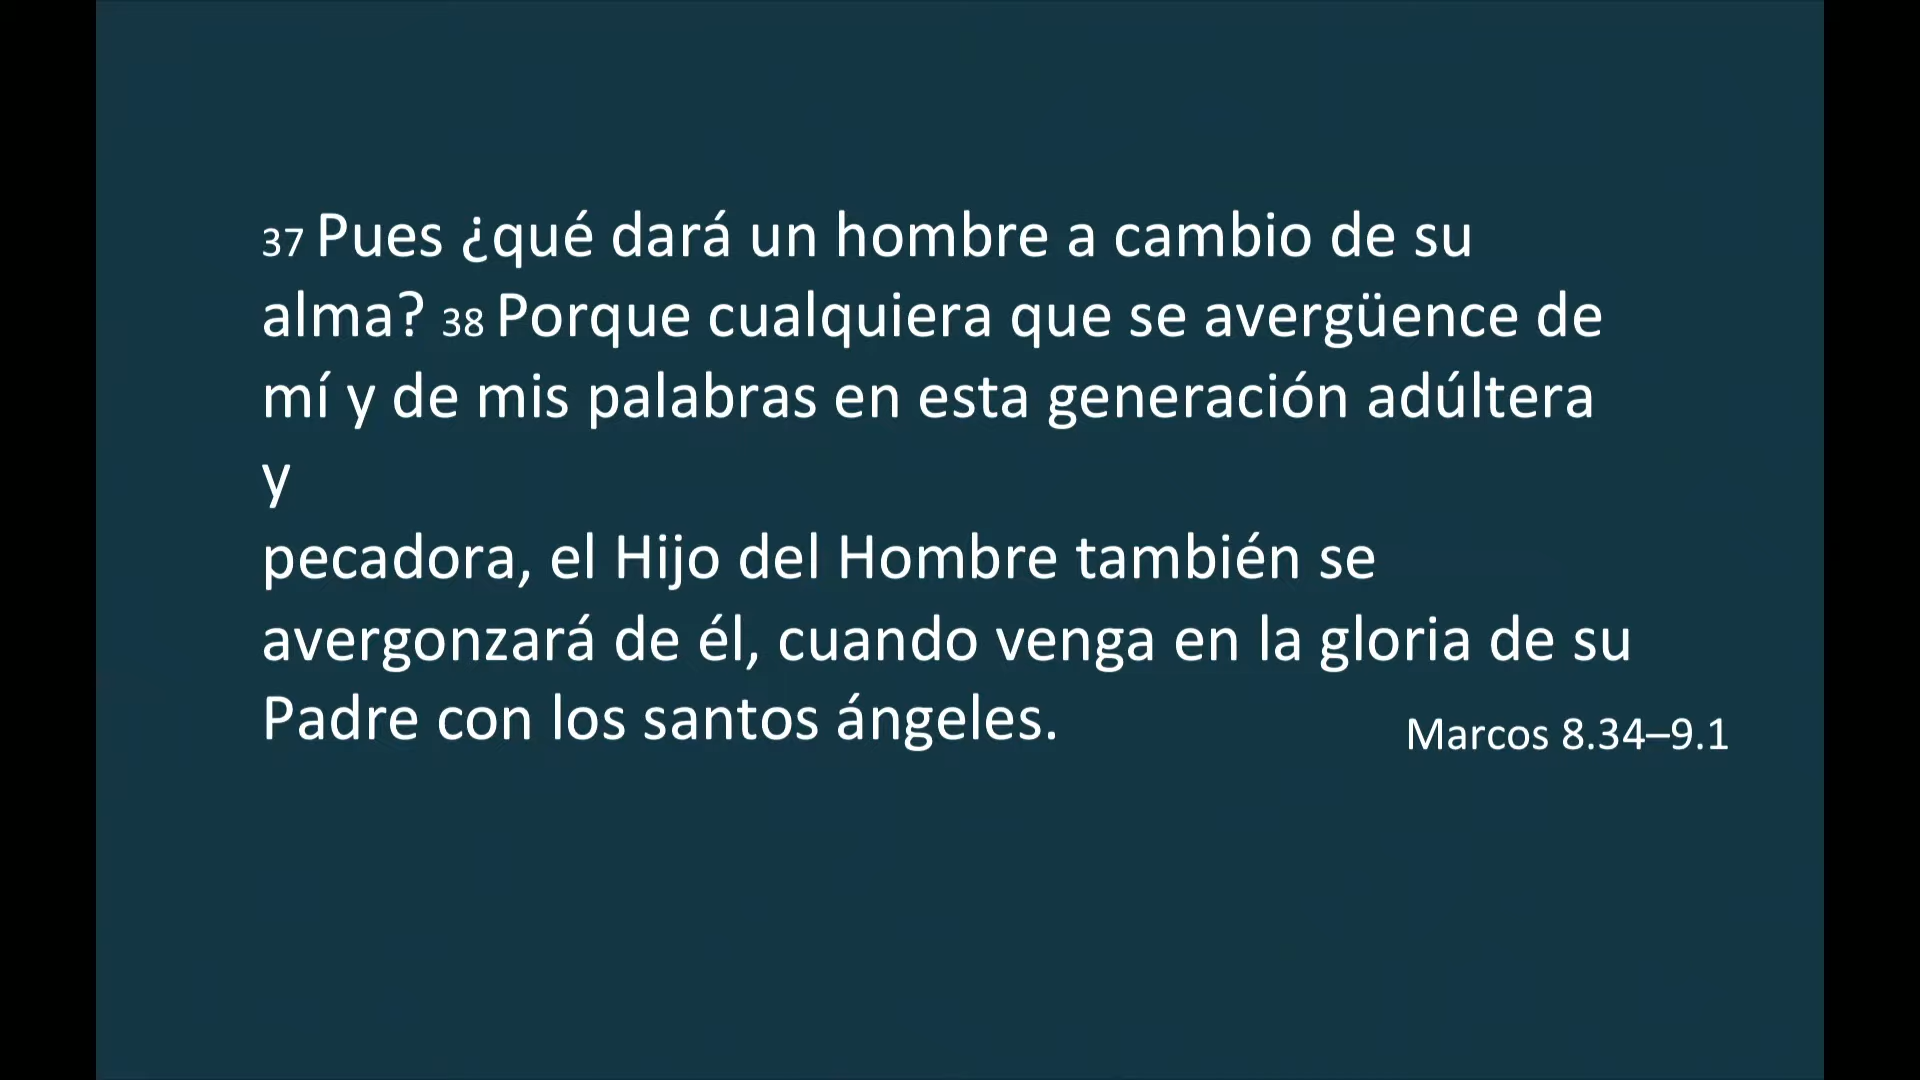 37 Pues ¿qué dará un hombre a cambio de su
alma? 38 Porque cualquiera que se avergüence de
mí y de mis palabras en esta generación adúltera
y
pecadora, el Hijo del Hombre también se
avergonzará de él, cuando venga en la gloria de su
Padre con los santos ángeles.
Marcos 8.34–9.1